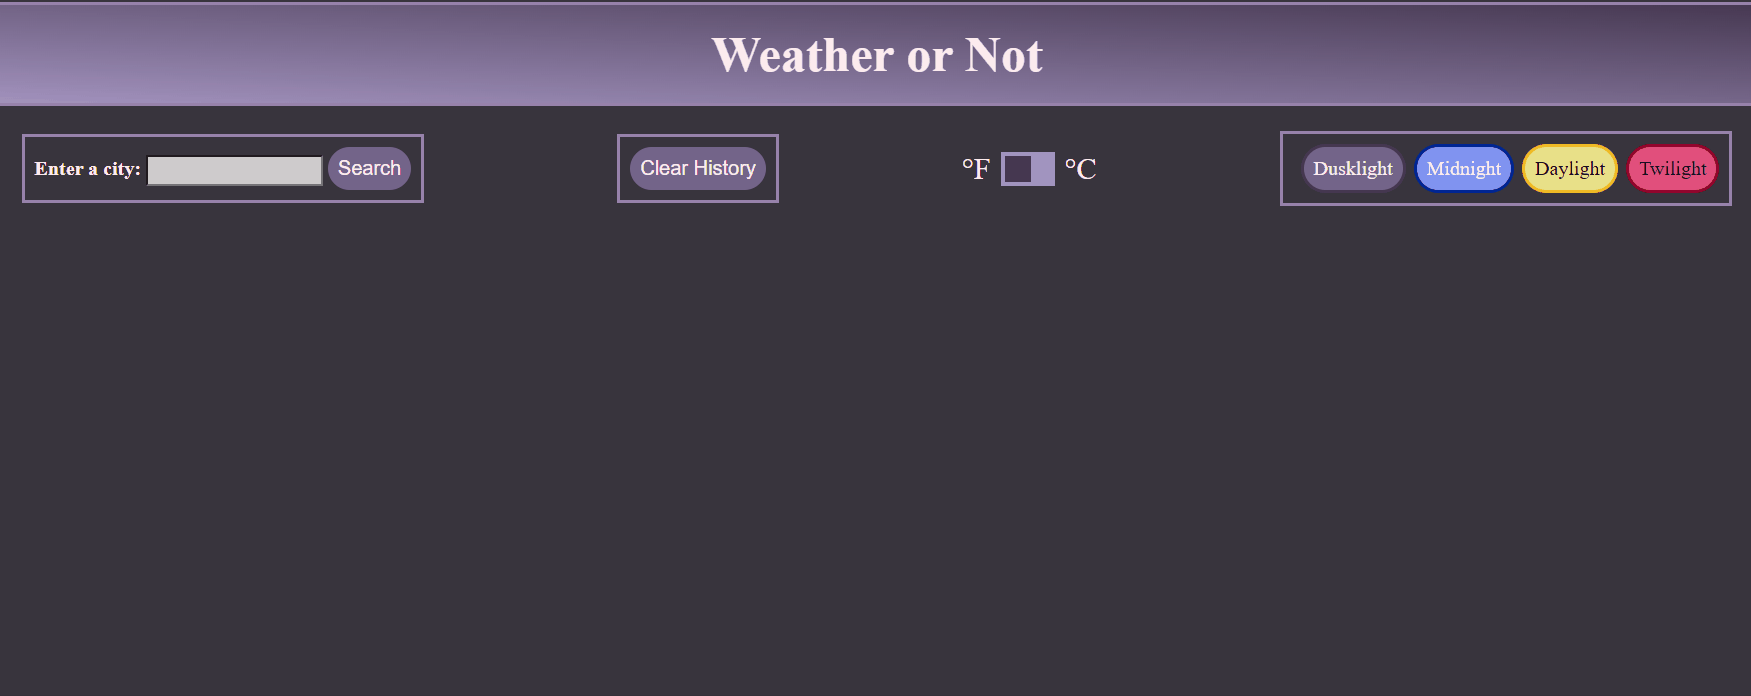 Weather or Not
Enter a city: Search
Clear History
°F °C
Dusklight Midnight Daylight Twilight